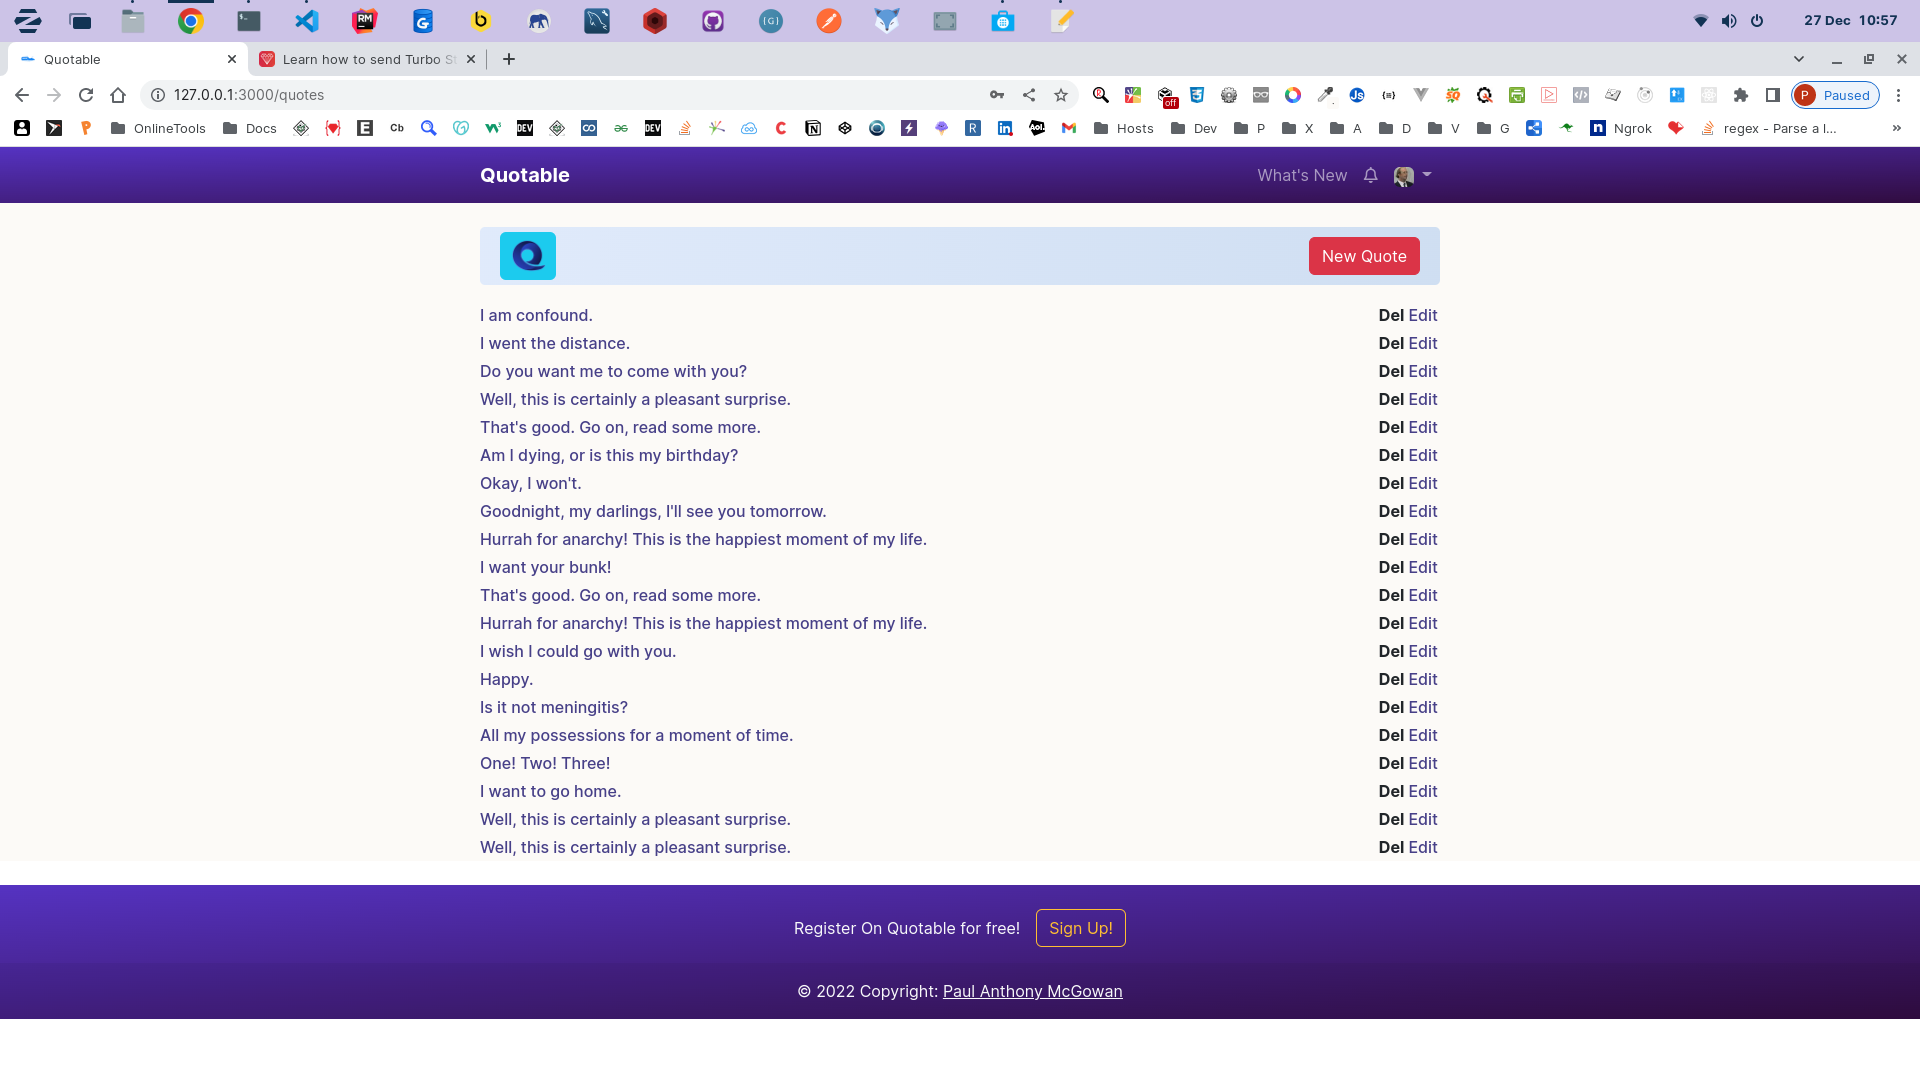 27 Dec 10:57
Quotable
Learn how to send Turbo St
127.0.0.1:3000/quotes
off
P Paused
OnlineTools
Docs
Cb
DEV
DEV
Aol.
Hosts
Dev
P
X
A
D
V
G
Ngrok
regex - Parse a l...
»
Quotable
What's New
New Quote
I am confound. Del Edit
I went the distance. Del Edit
Do you want me to come with you? Del Edit
Well, this is certainly a pleasant surprise. Del Edit
That's good. Go on, read some more. Del Edit
Am I dying, or is this my birthday? Del Edit
Okay, I won't. Del Edit
Goodnight, my darlings, I'll see you tomorrow. Del Edit
Hurrah for anarchy! This is the happiest moment of my life. Del Edit
I want your bunk! Del Edit
That's good. Go on, read some more. Del Edit
Hurrah for anarchy! This is the happiest moment of my life. Del Edit
I wish I could go with you. Del Edit
Happy. Del Edit
Is it not meningitis? Del Edit
All my possessions for a moment of time. Del Edit
One! Two! Three! Del Edit
I want to go home. Del Edit
Well, this is certainly a pleasant surprise. Del Edit
Well, this is certainly a pleasant surprise. Del Edit
Register On Quotable for free! Sign Up!
© 2022 Copyright: Paul Anthony McGowan